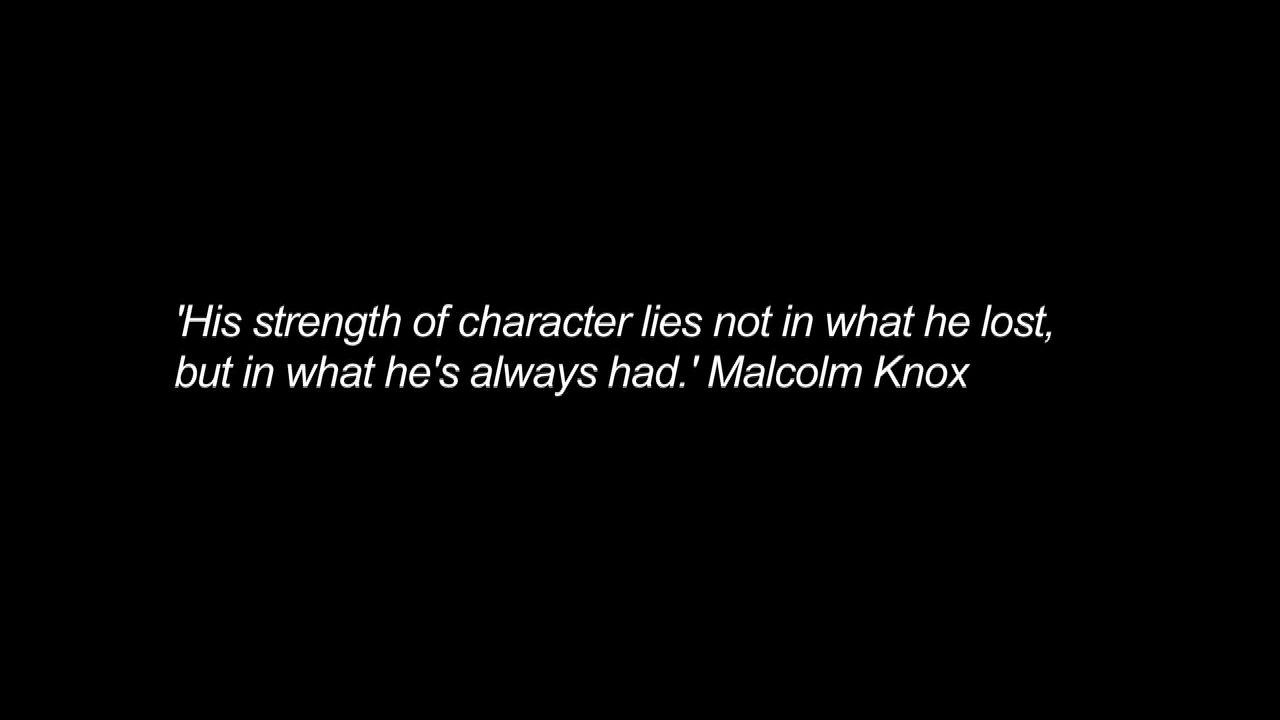 'His strength of character lies not in what he lost,
but in what he's always had.' Malcolm Knox